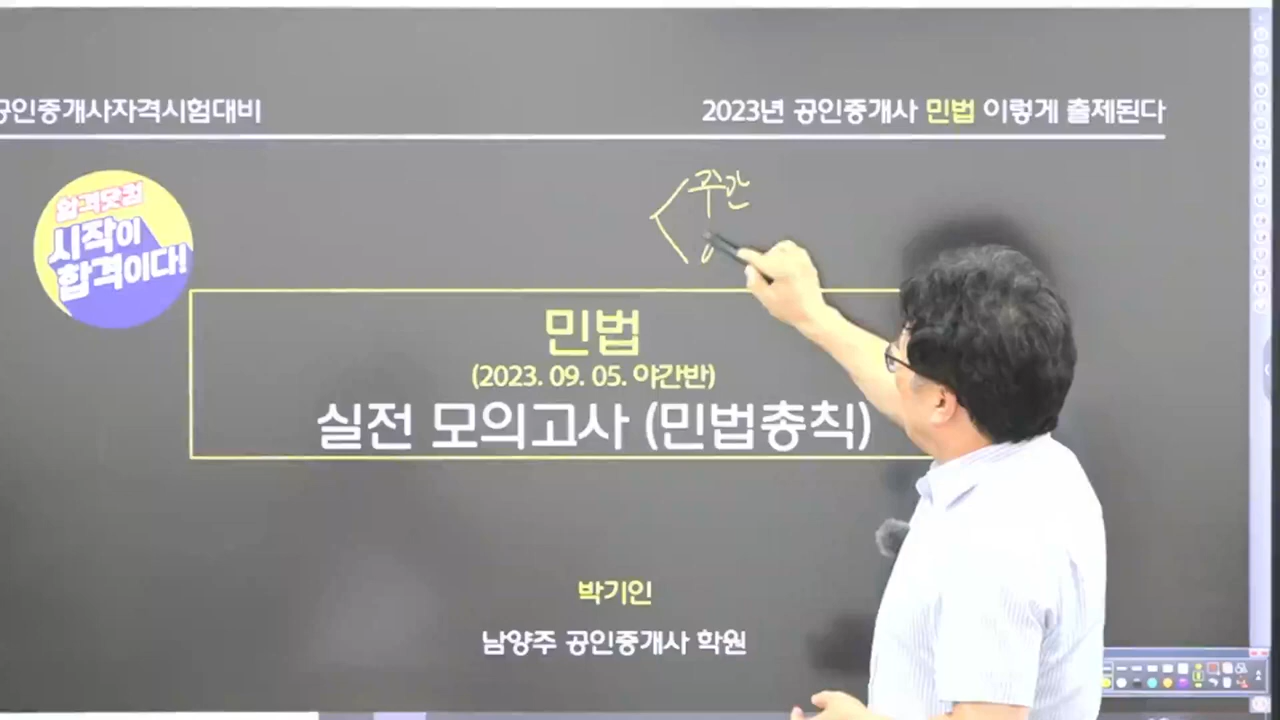 공인중개사자격시험대비
2023년 공인중개사 민법 이렇게 출제된다
합격닷컴
시작이
합격이다!
주간
민법
(2023. 09. 05. 야간반)
실전 모의고사 (민법총칙)
박기인
남양주 공인중개사 학원